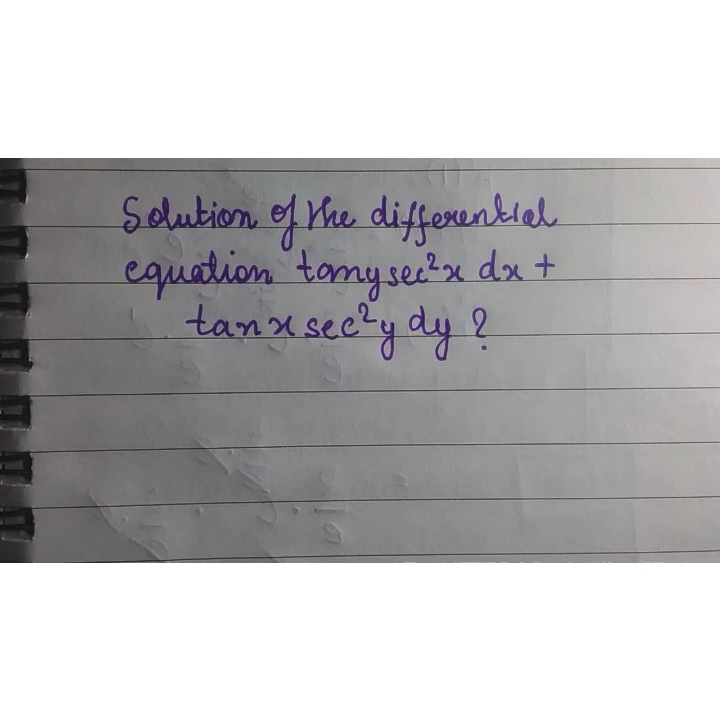 Solution of the differential
equation tany sec²x dx +
tanx sec²y dy ?